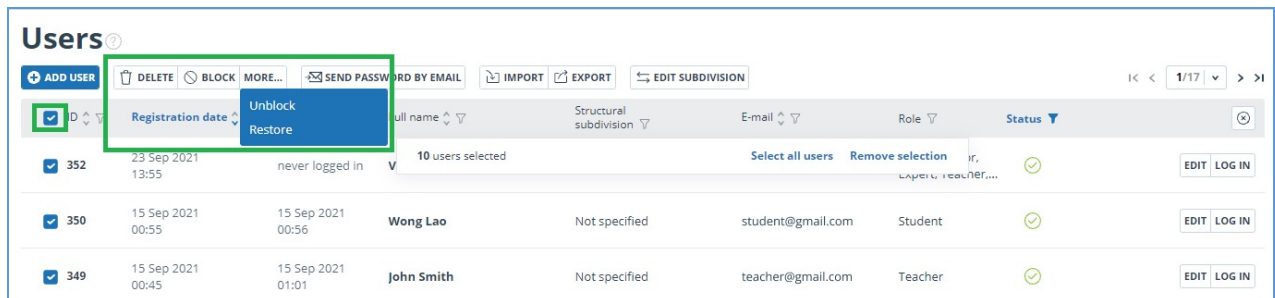 Users
ADD USER DELETE BLOCK MORE... SEND PASSWORD BY EMAIL IMPORT EXPORT EDIT SUBDIVISION 1/17
Unblock
Restore
ID Registration date Full name Structural subdivision E-mail Role Status
10 users selected Select all users Remove selection
352 23 Sep 2021 13:55 never logged in Expert, Teacher,... EDIT LOG IN
350 15 Sep 2021 00:55 15 Sep 2021 00:56 Wong Lao Not specified student@gmail.com Student EDIT LOG IN
349 15 Sep 2021 00:45 15 Sep 2021 01:01 John Smith Not specified teacher@gmail.com Teacher EDIT LOG IN